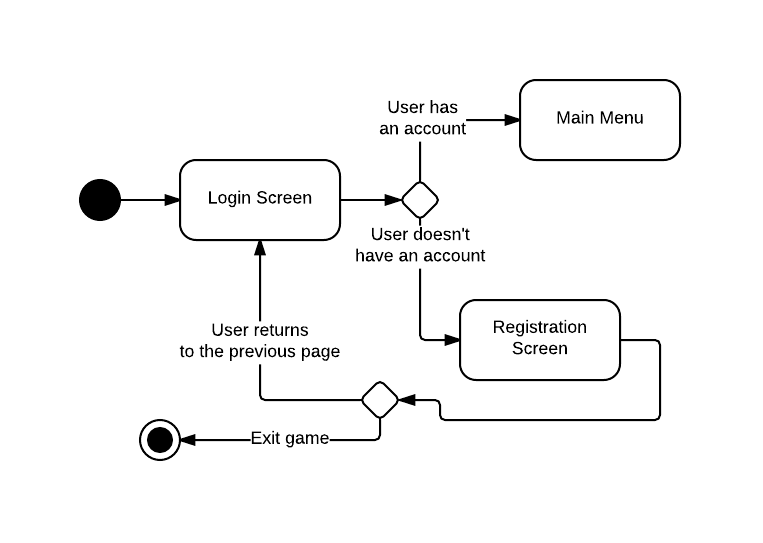 User has
an account
Main Menu
Login Screen
User doesn't
have an account
Registration
Screen
User returns
to the previous page
Exit game